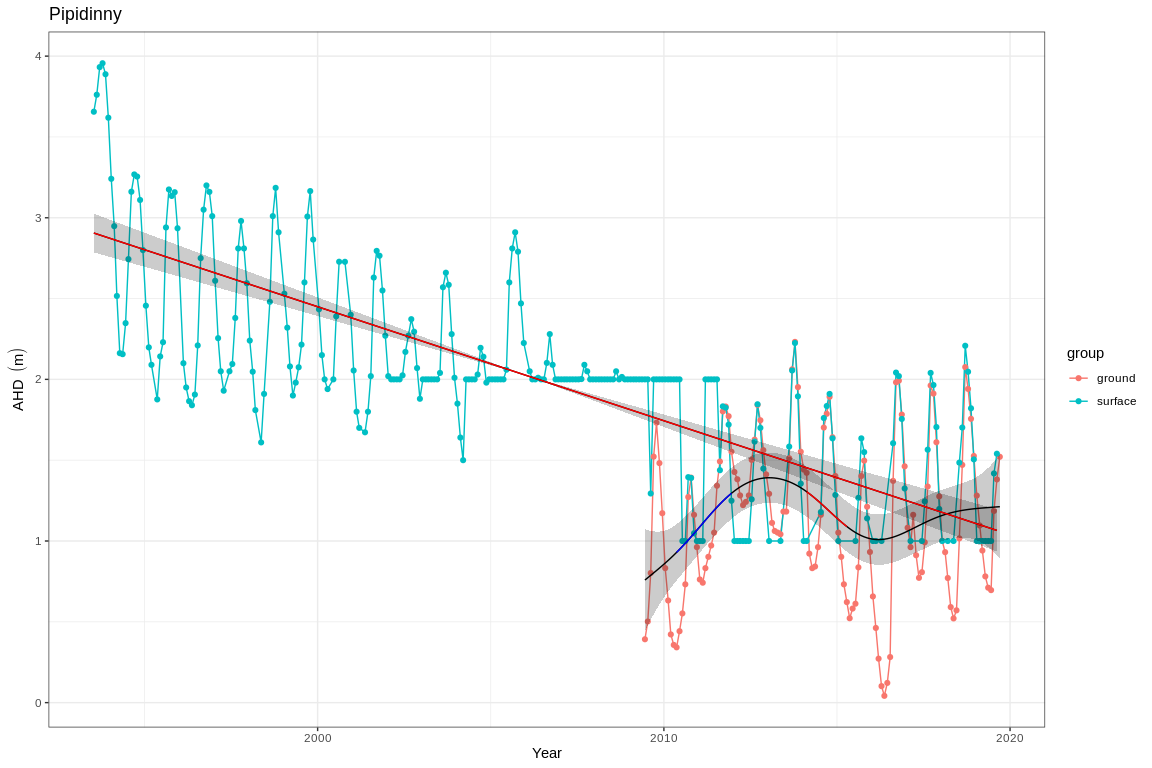 Pipidinny
AHD (m)
4
3
2
1
0
2000
2010
2020
Year
group
ground
surface